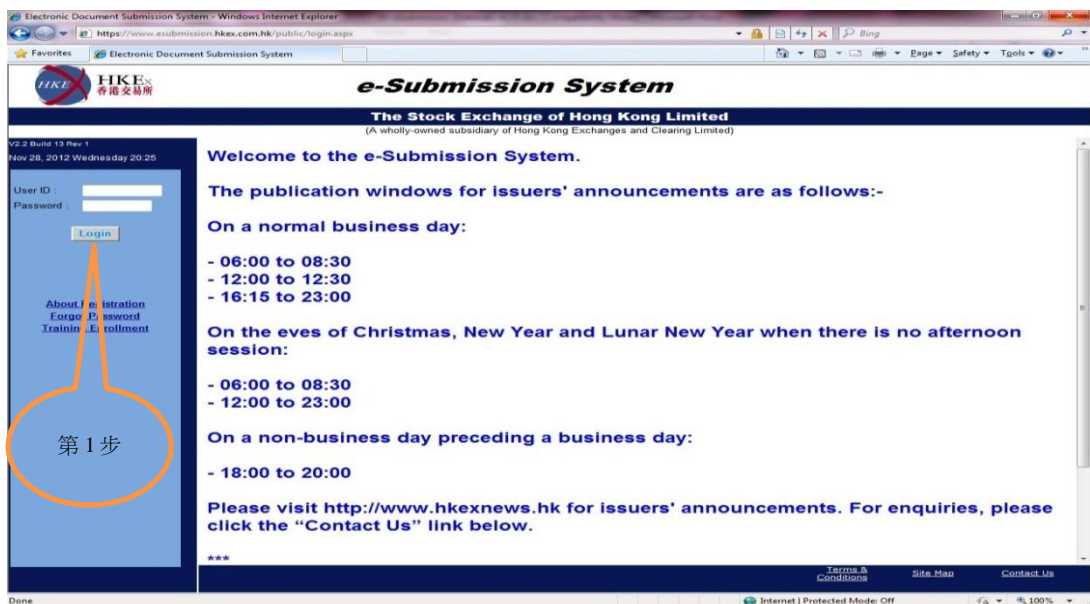 Electronic Document Submission System - Windows Internet Explorer
https://www.esubmission.hkex.com.hk/public/login.aspx
Bing
Favorites
Electronic Document Submission System
Page
Safety
Tools
HKEx
HKEx
香港交易所
e-Submission System
The Stock Exchange of Hong Kong Limited
(A wholly-owned subsidiary of Hong Kong Exchanges and Clearing Limited)
V2.2 Build 13 Rev 1
Nov 28, 2012 Wednesday 20:25
User ID :
Password :
Login
About Registration
Forgot Password
Training Enrollment
第 1 步
Welcome to the e-Submission System.
The publication windows for issuers' announcements are as follows:-
On a normal business day:
- 06:00 to 08:30
- 12:00 to 12:30
- 16:15 to 23:00
On the eves of Christmas, New Year and Lunar New Year when there is no afternoon
session:
- 06:00 to 08:30
- 12:00 to 23:00
On a non-business day preceding a business day:
- 18:00 to 20:00
Please visit http://www.hkexnews.hk for issuers' announcements. For enquiries, please
click the “Contact Us” link below.
***
Terms &
Conditions
Site Map
Contact Us
Done
Internet | Protected Mode: Off
100%